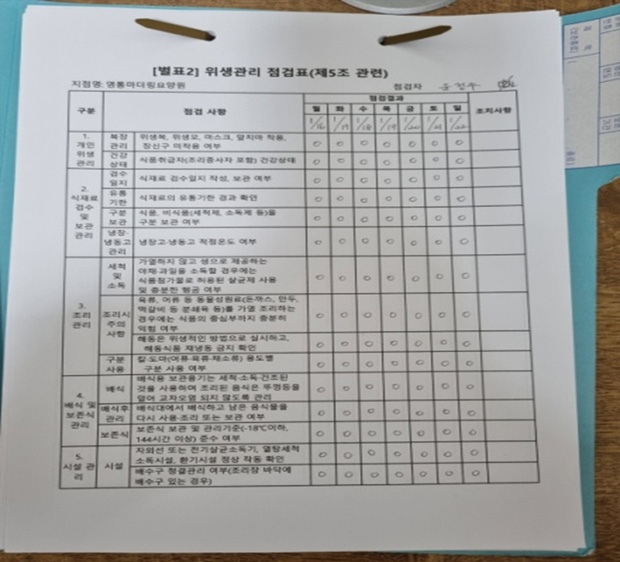 [별표2] 위생관리 점검표(제5조 관련)
지점명: 영통마더링요양원 점검자
구분 점검 사항 점검결과 조치사항
월 화 수 목 금 토 일
1. 개인 위생 관리
복장 관리
위생복, 위생모, 마스크, 앞치마 착용,
장신구 미착용 여부
건강 상태
식품취급자(조리종사자 포함) 건강상태
2. 식재료 검수 및 보관 관리
검수 일지
식재료 검수일지 작성, 보관 여부
유통 기한
식재료의 유통기한 경과 확인
구분 보관
식품, 비식품(세척제, 소독제 등)을
구분 보관 여부
냉장·냉동고 관리
냉장고·냉동고 적정온도 여부
3. 조리 관리
세척 및 소독
가열하지 않고 생으로 제공하는
야채·과일을 소독할 경우에는
식품첨가물로 허용된 살균제 사용
및 충분한 헹굼 여부
조리시 주의 사항
육류, 어류 등 동물성원료(돈까스, 만두,
떡갈비 등 분쇄육 등)를 가열 조리하는
경우에는 식품의 중심부까지 충분히
익힘 여부
해동은 위생적인 방법으로 실시하고,
해동식품 재냉동 금지 확인
구분 사용
칼·도마(어류·육류·채소류) 용도별
구분 사용 여부
4. 배식 및 보존식 관리
배식
배식용 보관용기는 세척·소독·건조된
것을 사용하며 조리된 음식은 뚜껑등을
덮어 교차오염 되지 않도록 관리
배식후 관리
배식대에서 배식하고 남은 음식물을
다시 사용·조리 또는 보관 여부
보존식
보존식 보관 및 관리기준(-18℃이하,
144시간 이상) 준수 여부
5. 시설 관리
시설
자외선 또는 전기살균소독기, 열탕세척
소독시설, 환기시설 정상 작동 확인
배수구 청결관리 여부(조리장 바닥에
배수구 있는 경우)